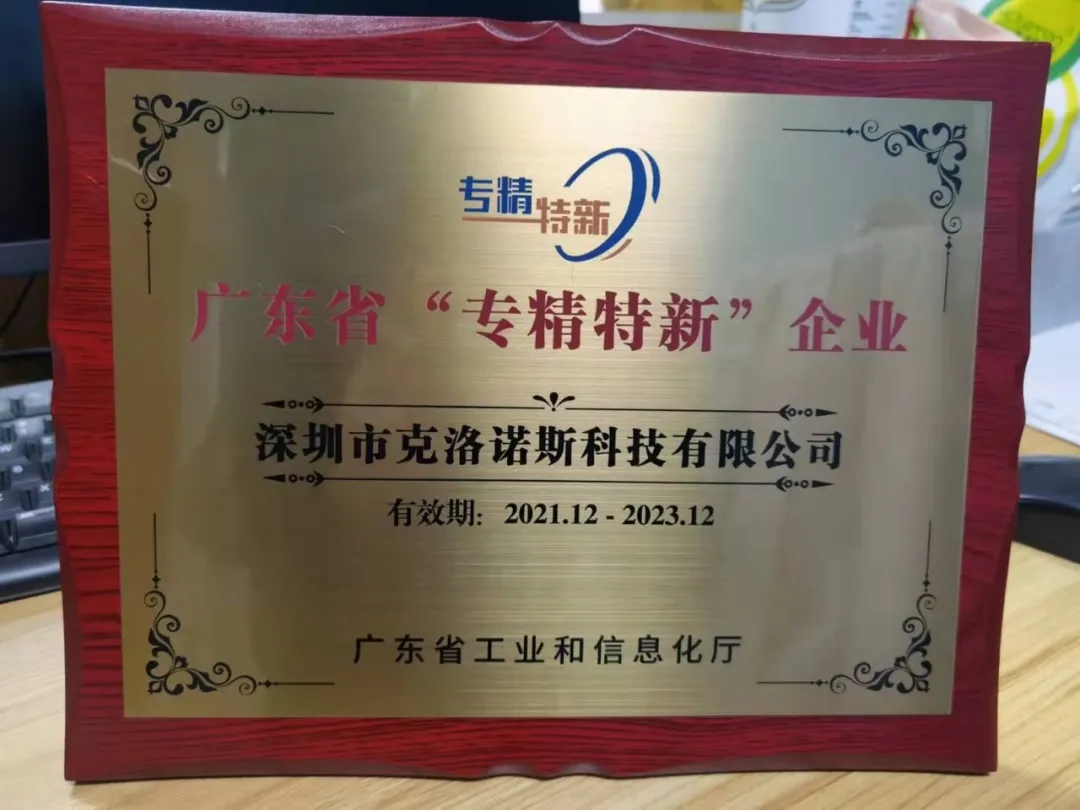 专精特新
广东省“专精特新”企业
深圳市克洛诺斯科技有限公司
有效期：2021.12 - 2023.12
广东省工业和信息化厅